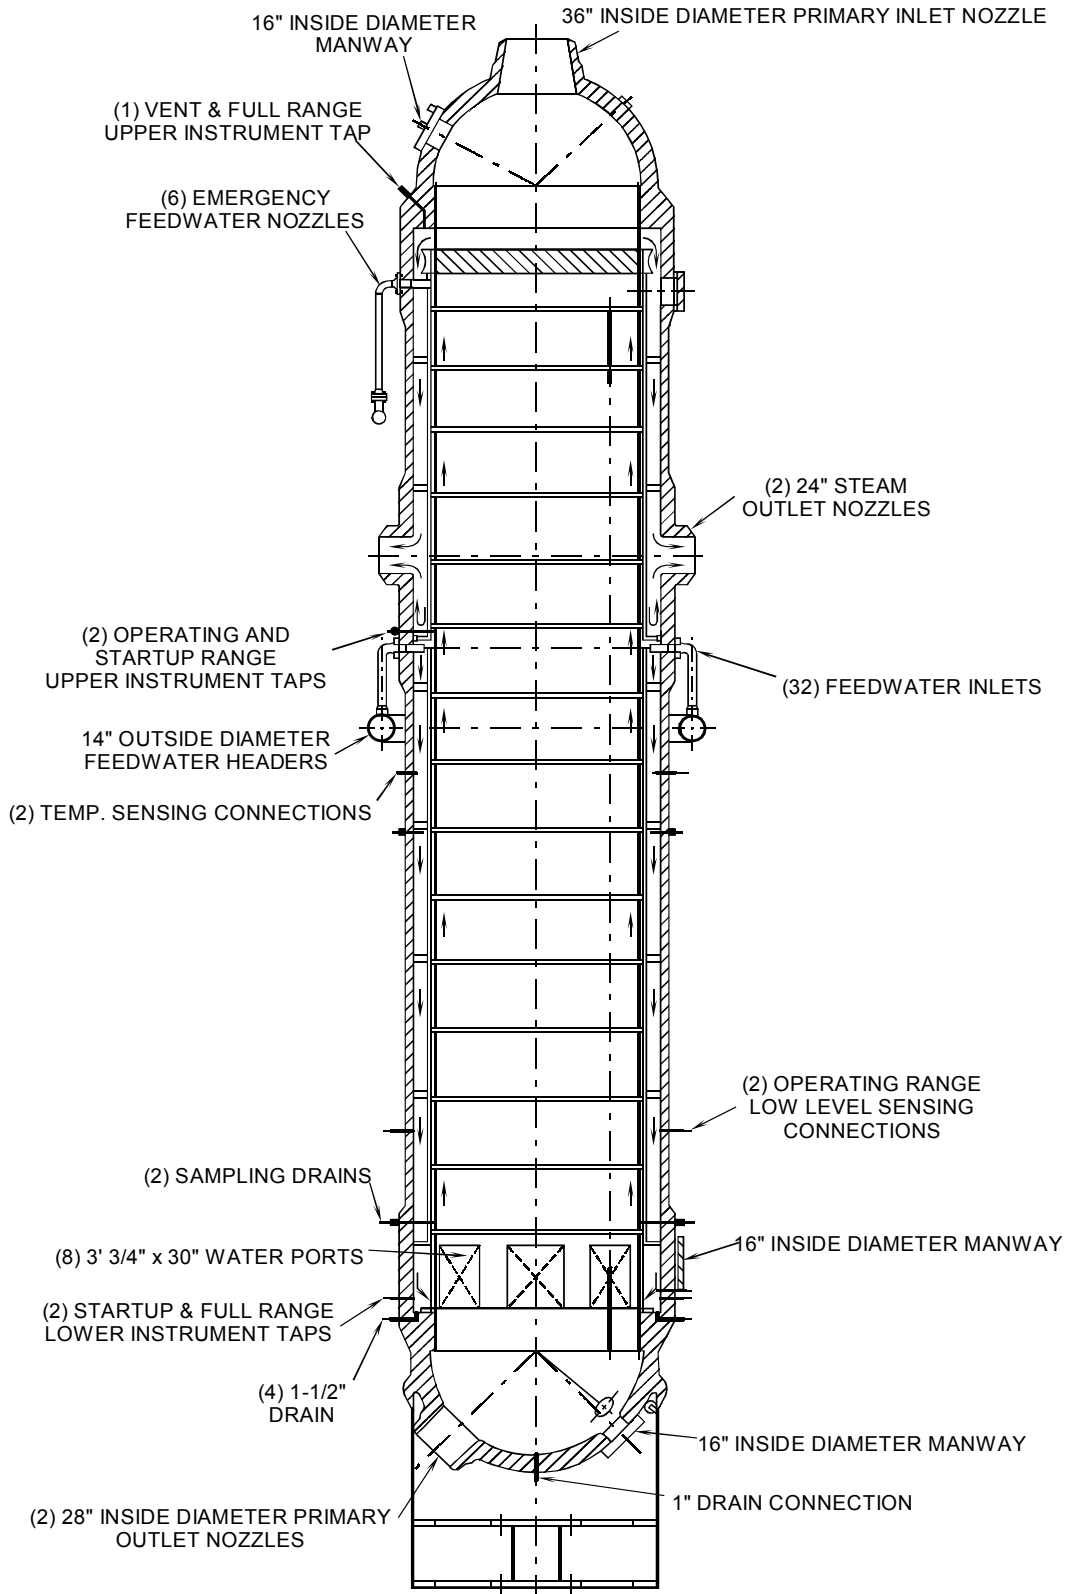 36" INSIDE DIAMETER PRIMARY INLET NOZZLE
16" INSIDE DIAMETER
MANWAY
(1) VENT & FULL RANGE
UPPER INSTRUMENT TAP
(6) EMERGENCY
FEEDWATER NOZZLES
(2) 24" STEAM
OUTLET NOZZLES
(2) OPERATING AND
STARTUP RANGE
UPPER INSTRUMENT TAPS
(32) FEEDWATER INLETS
14" OUTSIDE DIAMETER
FEEDWATER HEADERS
(2) TEMP. SENSING CONNECTIONS
(2) OPERATING RANGE
LOW LEVEL SENSING
CONNECTIONS
(2) SAMPLING DRAINS
16" INSIDE DIAMETER MANWAY
(8) 3' 3/4" x 30" WATER PORTS
(2) STARTUP & FULL RANGE
LOWER INSTRUMENT TAPS
(4) 1-1/2"
DRAIN
16" INSIDE DIAMETER MANWAY
1" DRAIN CONNECTION
(2) 28" INSIDE DIAMETER PRIMARY
OUTLET NOZZLES